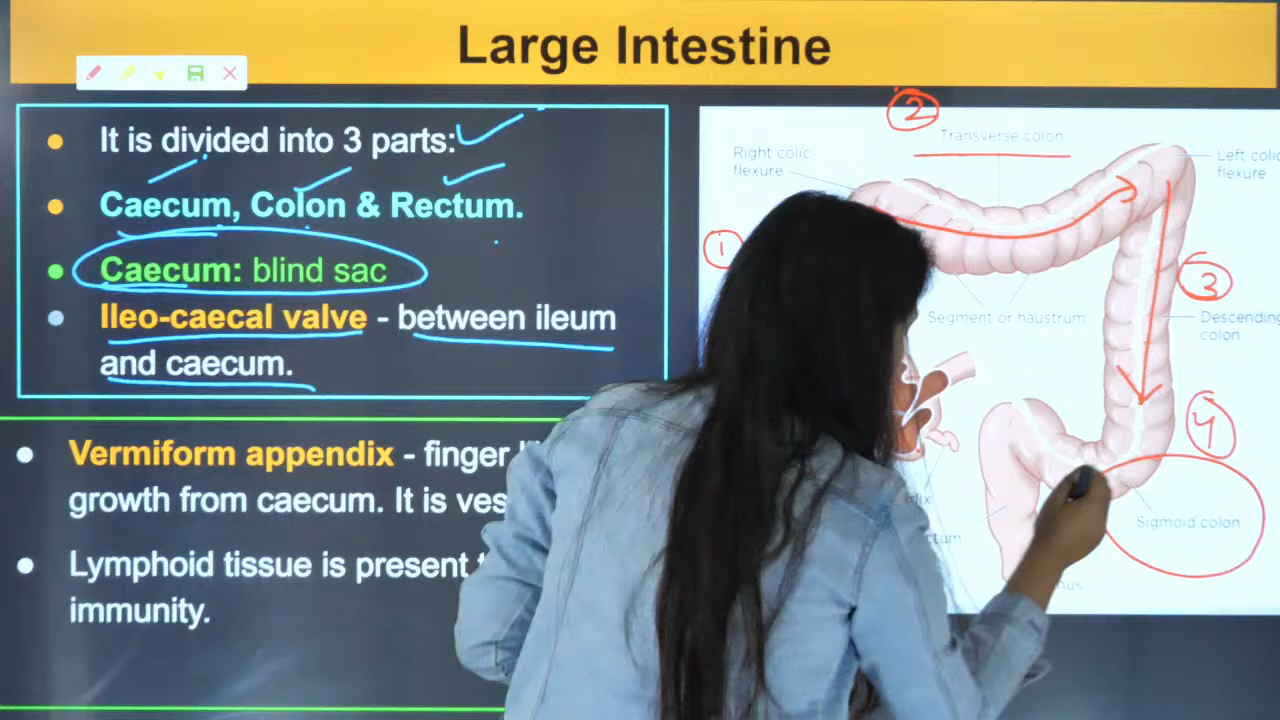 Large Intestine
It is divided into 3 parts:
Caecum, Colon & Rectum.
Caecum: blind sac
Ileo-caecal valve - between ileum
and caecum.
Vermiform appendix - finger
growth from caecum. It is
Lymphoid tissue is present
immunity.
2
Transverse colon
Right colic
flexure
Left
flexure
1
3
Segment or haustrum
Descending
colon
4
Sigmoid colon